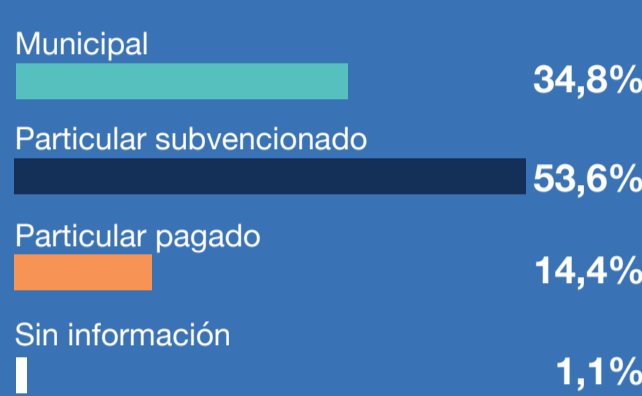 Municipal
34,8%
Particular subvencionado
53,6%
Particular pagado
14,4%
Sin información
1,1%